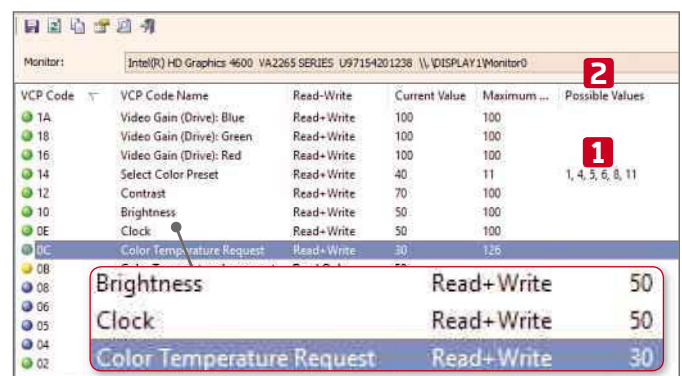 Monitor: Intel(R) HD Graphics 4600 VA2265 SERIES U97154201238 \\.\DISPLAY1\Monitor0
2
VCP Code VCP Code Name Read-Write Current Value Maximum ... Possible Values
1A Video Gain (Drive): Blue Read+Write 100 100
18 Video Gain (Drive): Green Read+Write 100 100
16 Video Gain (Drive): Red Read+Write 100 100
1
14 Select Color Preset Read+Write 40 11 1, 4, 5, 6, 8, 11
12 Contrast Read+Write 70 100
10 Brightness Read+Write 50 100
0E Clock Read+Write 50 100
0C Color Temperature Request Read+Write 30 126
0B
08
06
05
04
02
Brightness Read+Write 50
Clock Read+Write 50
Color Temperature Request Read+Write 30